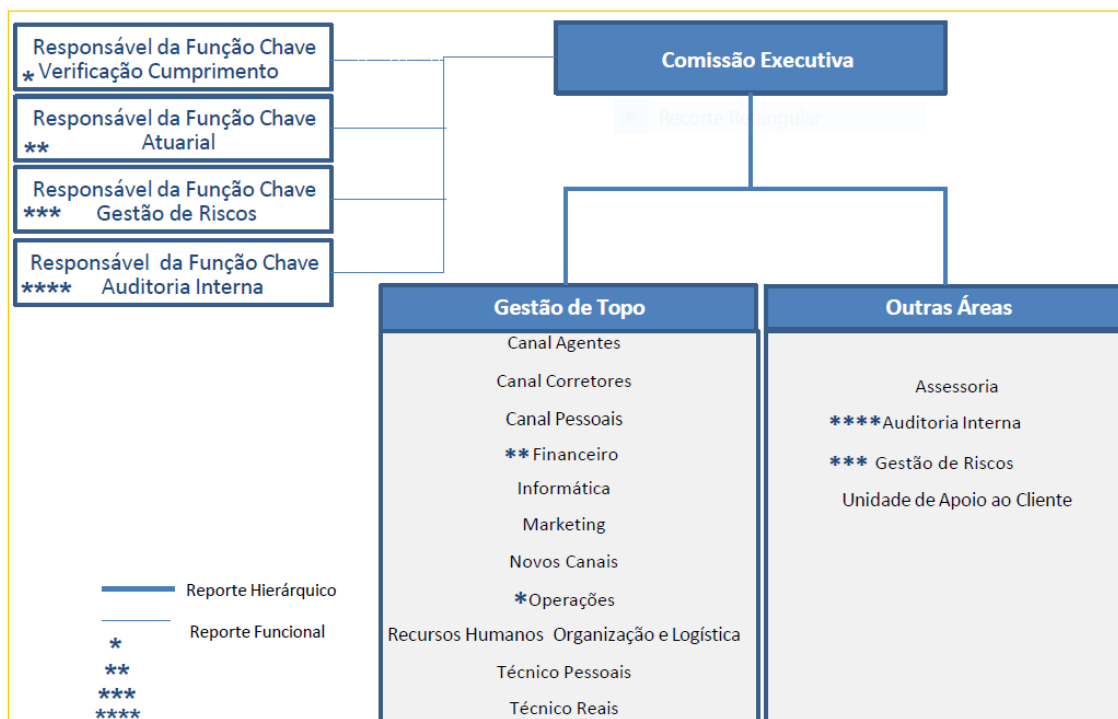 Responsável da Função Chave
* Verificação Cumprimento
Responsável da Função Chave
** Atuarial
Responsável da Função Chave
*** Gestão de Riscos
Responsável da Função Chave
**** Auditoria Interna
Comissão Executiva
Recorte Retangular
Gestão de Topo
Canal Agentes
Canal Corretores
Canal Pessoais
** Financeiro
Informática
Marketing
Novos Canais
*Operações
Recursos Humanos Organização e Logística
Técnico Pessoais
Técnico Reais
Outras Áreas
Assessoria
****Auditoria Interna
*** Gestão de Riscos
Unidade de Apoio ao Cliente
Reporte Hierárquico
Reporte Funcional
*
**
***
****